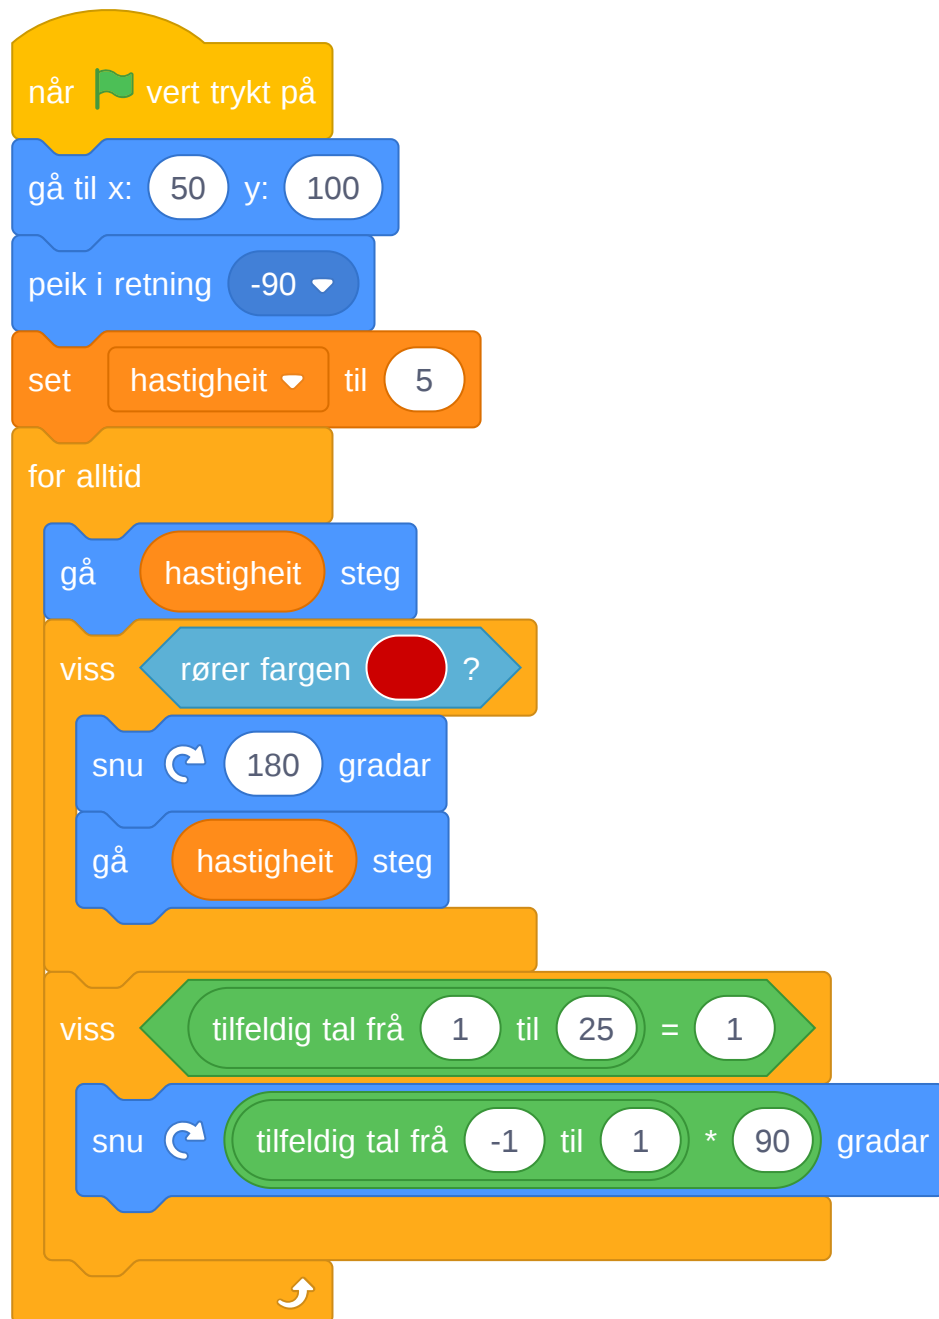 når vert trykt på
gå til x: 50 y: 100
peik i retning -90
set hastigheit til 5
for alltid
gå hastigheit steg
viss rører fargen ?
snu 180 gradar
gå hastigheit steg
viss tilfeldig tal frå 1 til 25 = 1
snu tilfeldig tal frå -1 til 1 * 90 gradar